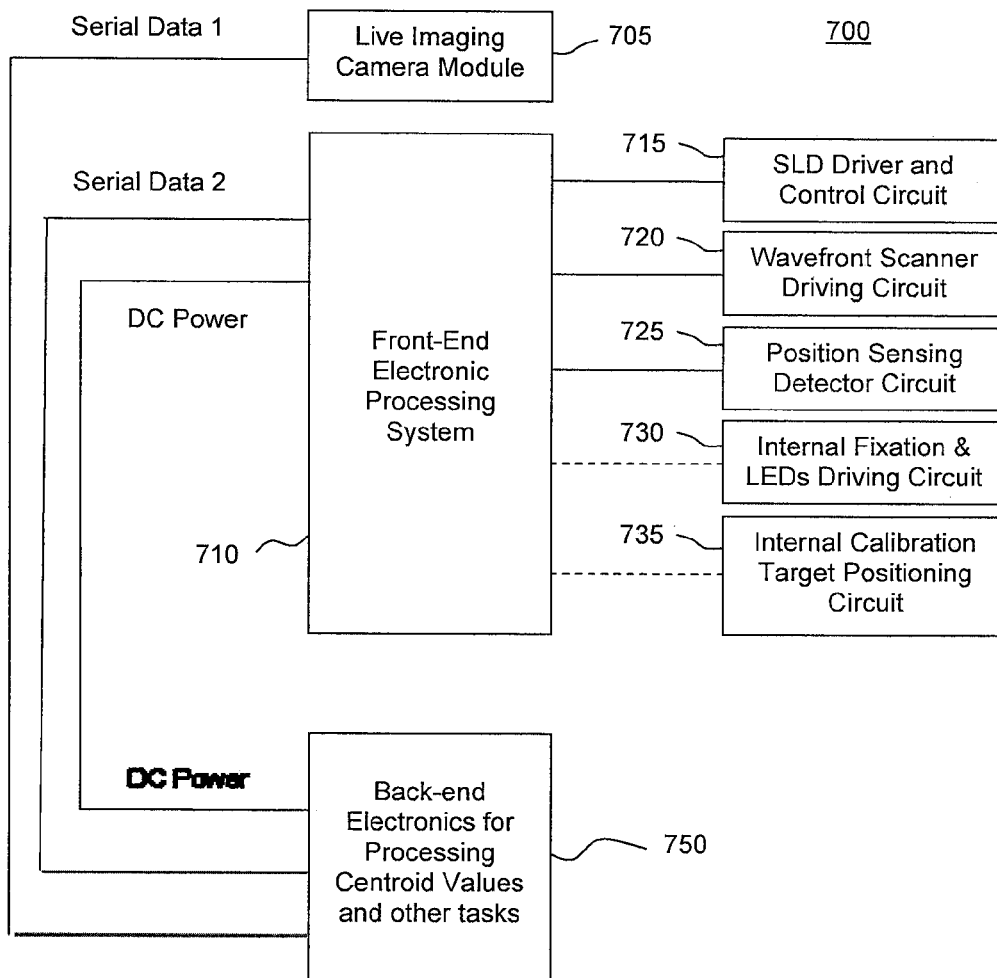 Serial Data 1
Live Imaging
Camera Module
705
700
Serial Data 2
DC Power
Front-End
Electronic
Processing
System
710
715
SLD Driver and
Control Circuit
720
Wavefront Scanner
Driving Circuit
725
Position Sensing
Detector Circuit
730
Internal Fixation &
LEDs Driving Circuit
735
Internal Calibration
Target Positioning
Circuit
DC Power
Back-end
Electronics for
Processing
Centroid Values
and other tasks
750